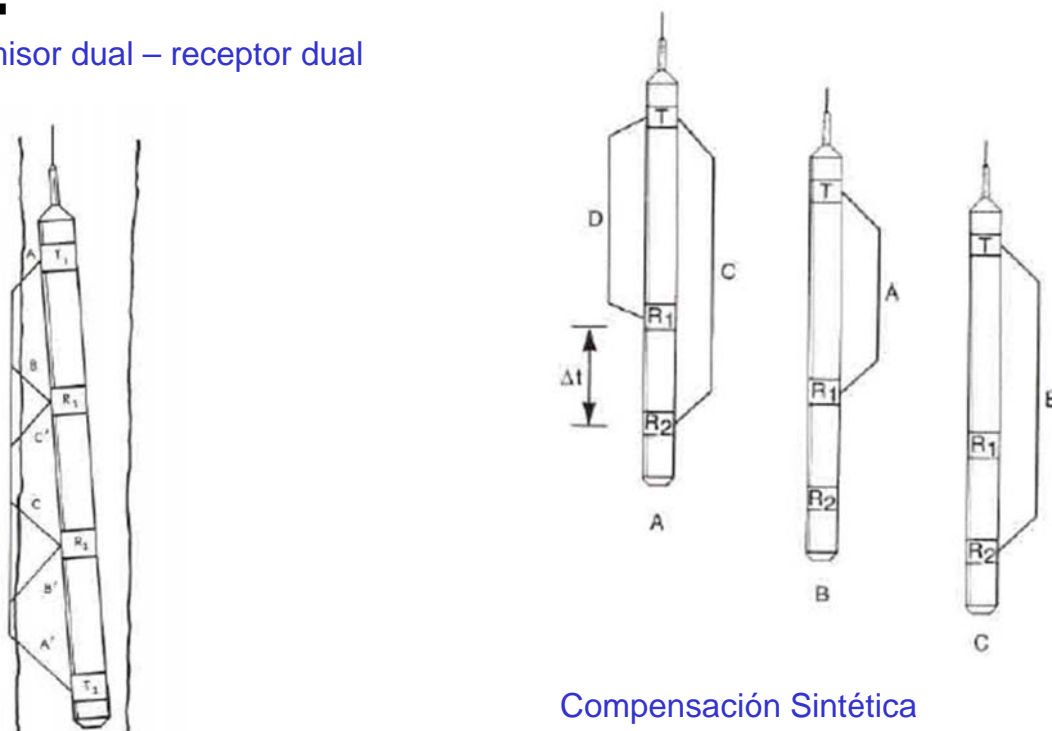 nisor dual – receptor dual
A
T₁
B
R₁
C'
C
R₂
B'
A'
T₂
T
D
C
R1
Δt
R2
A
T
A
R1
R2
B
T
R1
R2
C
Compensación Sintética